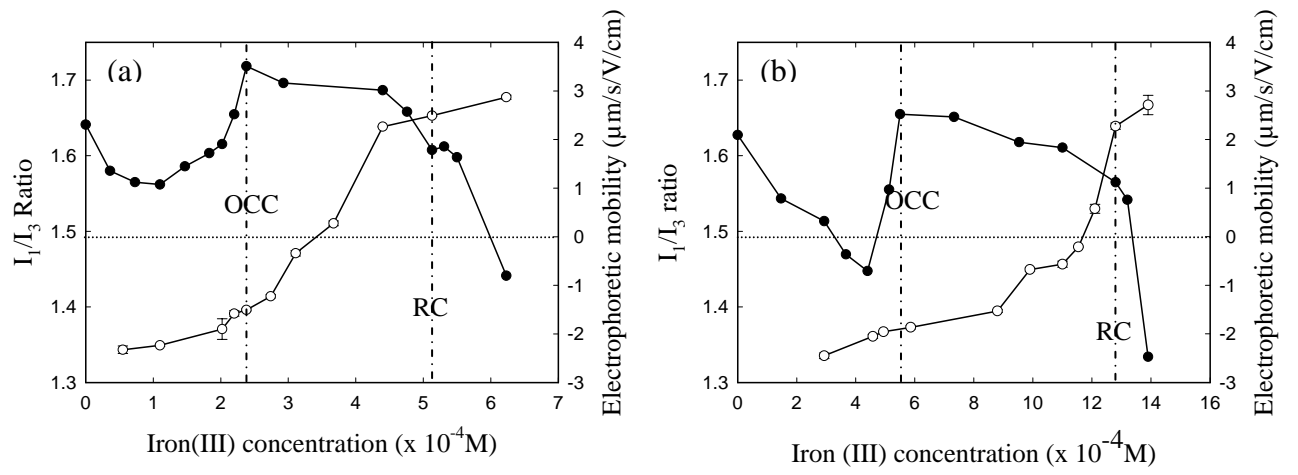 (a)
1.7
1.6
1.5
1.4
1.3
I1/I3 Ratio
OCC
RC
4
3
2
1
0
-1
-2
-3
Electrophoretic mobility (µm/s/V/cm)
0 1 2 3 4 5 6 7
Iron(III) concentration (x 10-4M)
(b)
1.7
1.6
1.5
1.4
1.3
I1/I3 ratio
OCC
RC
4
3
2
1
0
-1
-2
-3
Electrophoretic mobility (µm/s/V/cm)
0 2 4 6 8 10 12 14 16
Iron (III) concentration (x 10-4M)